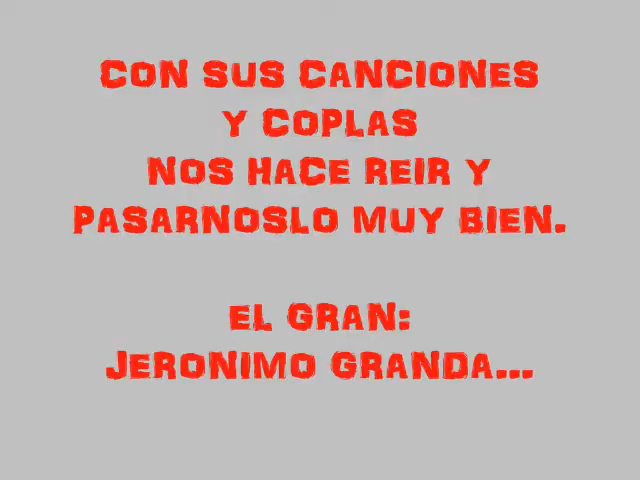 CON SUS CANCIONES
Y COPLAS
NOS HACE REIR Y
PASARNOSLO MUY BIEN.
EL GRAN:
JERONIMO GRANDA...